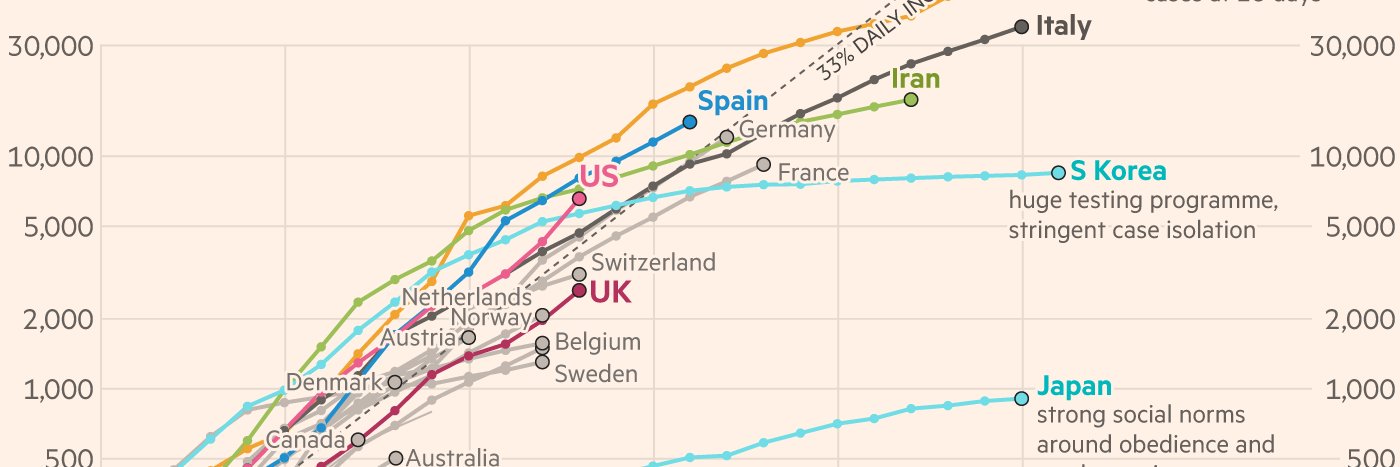 30,000
33% DAILY INC
Italy
30,000
Iran
Spain
Germany
10,000
US
France
S Korea
10,000
huge testing programme,
5,000
5,000
stringent case isolation
Switzerland
Netherlands
UK
2,000
Norway
2,000
Austria
Belgium
Sweden
Denmark
1,000
Japan
1,000
strong social norms
Canada
around obedience and
500
Australia
500